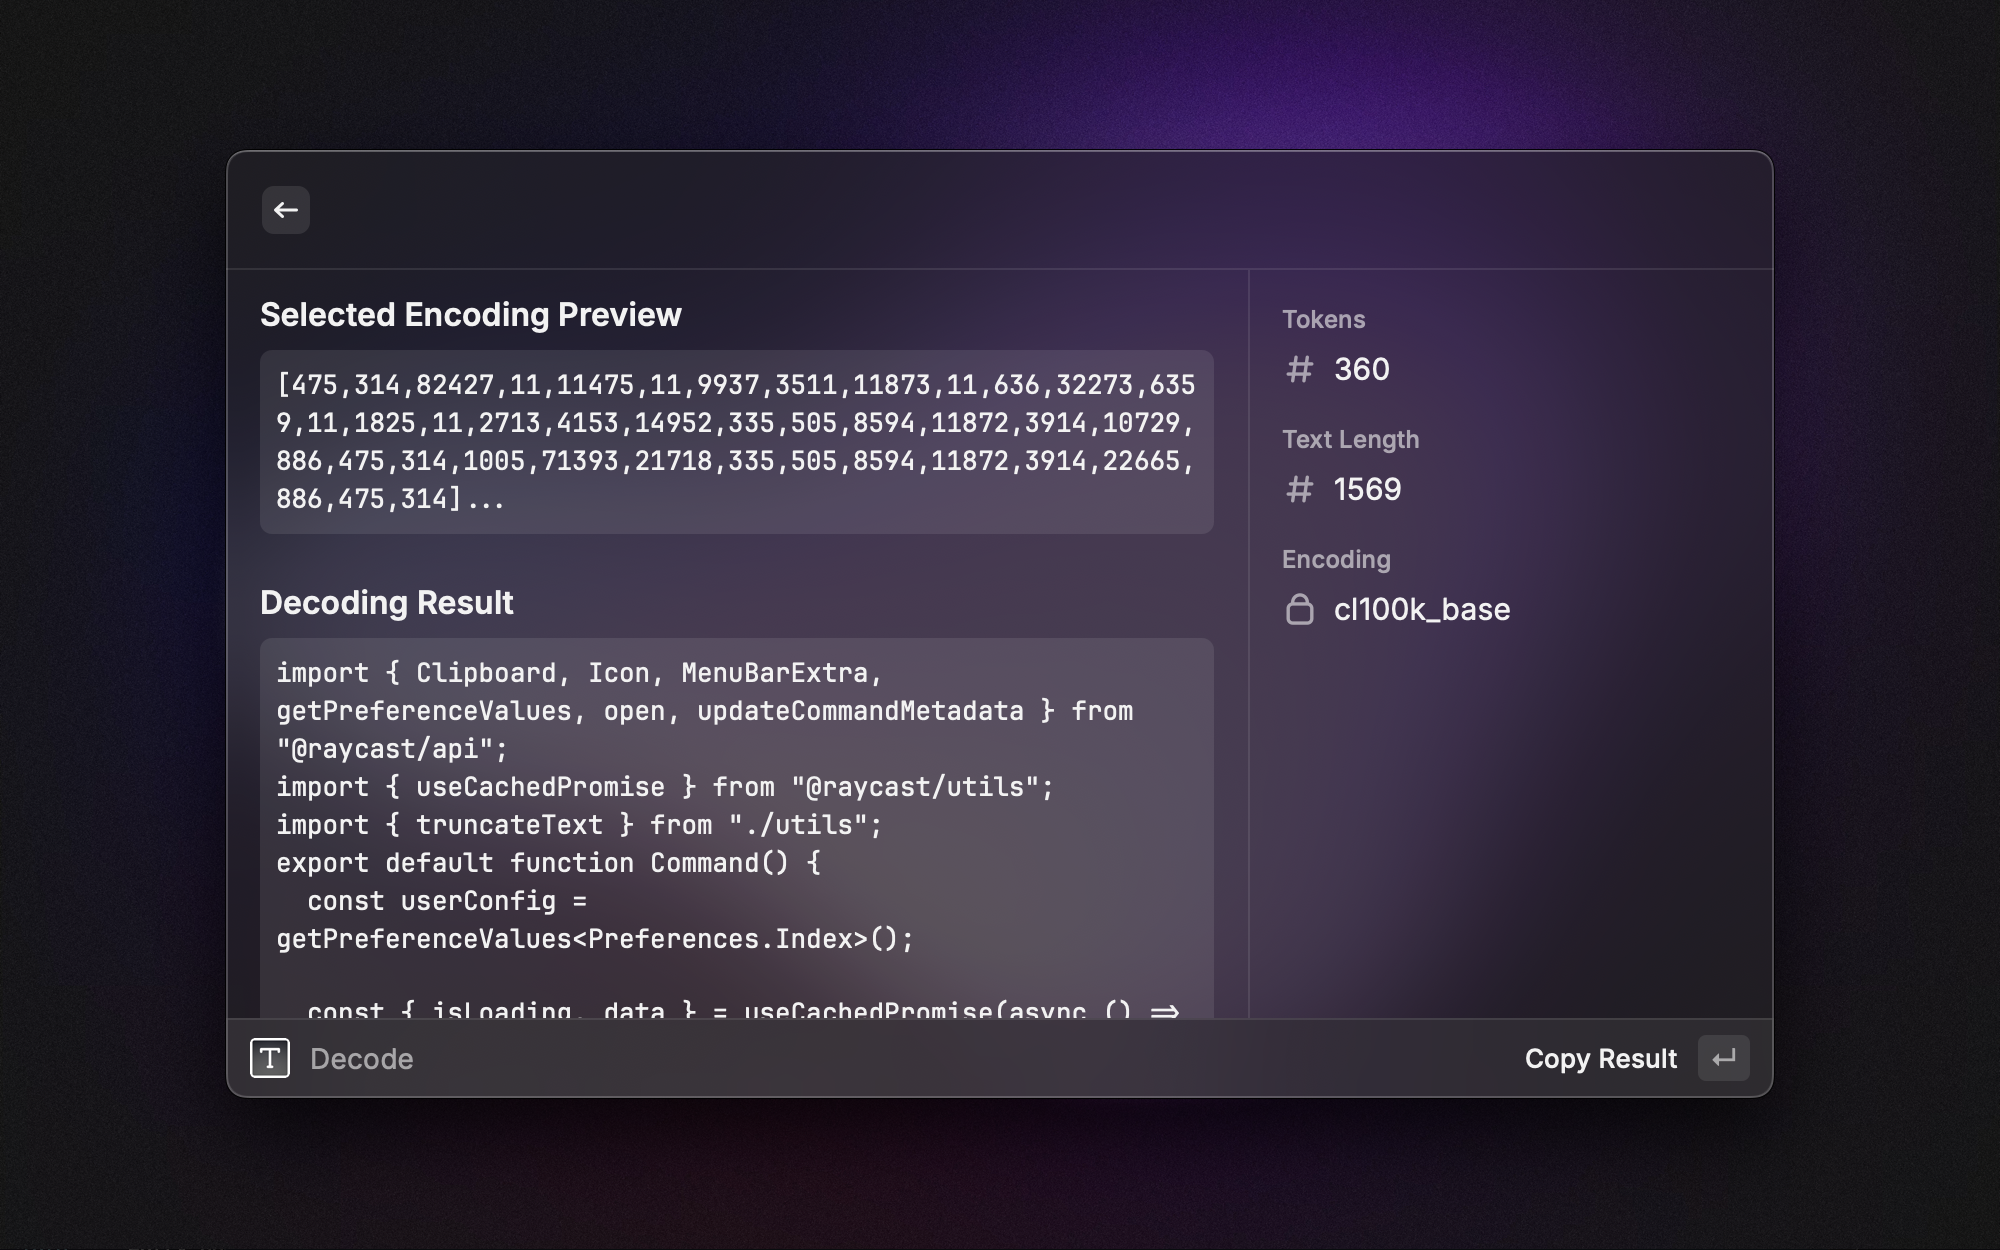 Selected Encoding Preview
[475,314,82427,11,11475,11,9937,3511,11873,11,636,32273,635
9,11,1825,11,2713,4153,14952,335,505,8594,11872,3914,10729,
886,475,314,1005,71393,21718,335,505,8594,11872,3914,22665,
886,475,314]...
Decoding Result
import { Clipboard, Icon, MenuBarExtra,
getPreferenceValues, open, updateCommandMetadata } from
"@raycast/api";
import { useCachedPromise } from "@raycast/utils";
import { truncateText } from "./utils";
export default function Command() {
  const userConfig =
getPreferenceValues<Preferences.Index>();
  const { isLoading, data } = useCachedPromise(async () =>
Tokens
# 360
Text Length
# 1569
Encoding
cl100k_base
T Decode
Copy Result